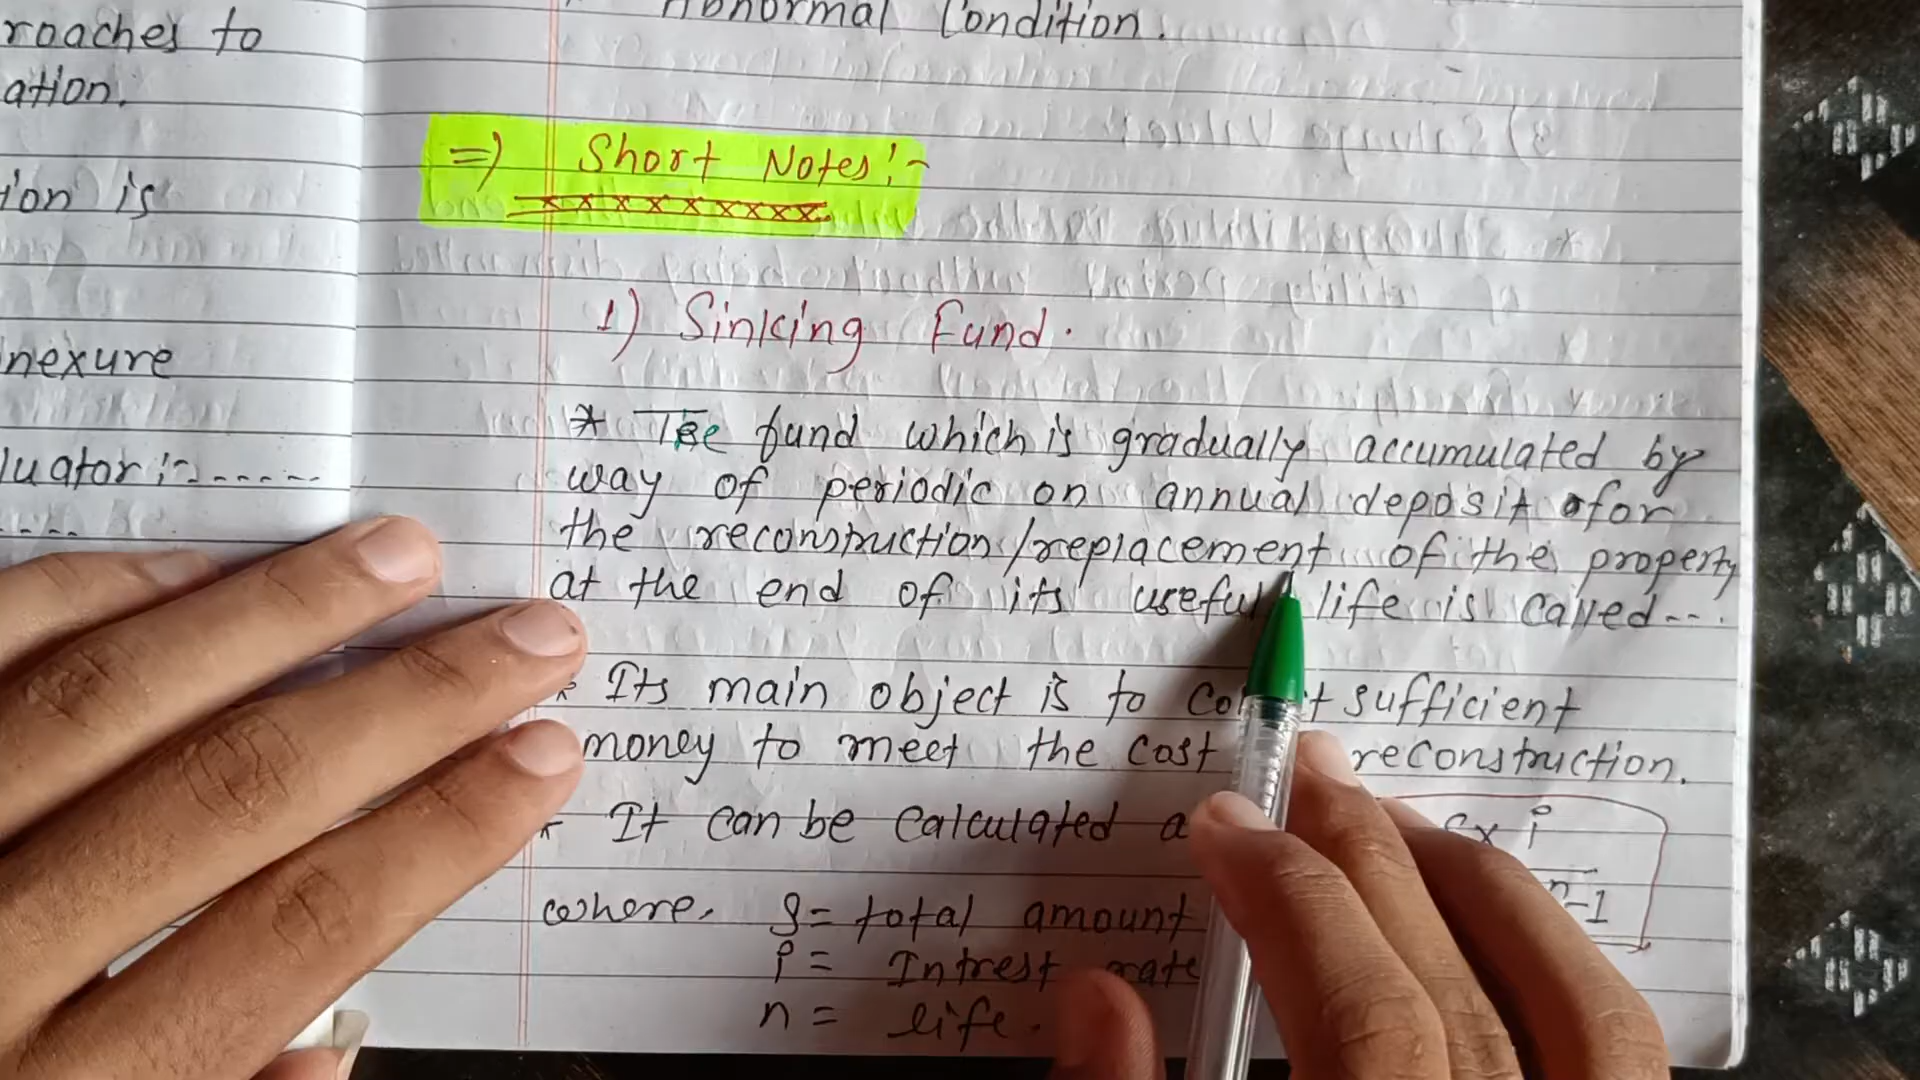 roaches to
ation.
ion is
nexure
luator :- -----
Abnormal Condition.
=) Short Notes :-
xxxxxxxxx
1) Sinking Fund.
* The fund which is gradually accumulated by
way of periodic on annual deposit for
the reconstruction/replacement of the property
at the end of its useful life is called---.
* Its main object is to sufficient
money to meet the cost reconstruction.
* It can be calculated
S x i
n-1
where, S= total amount
i = Intrest rate
n = life.